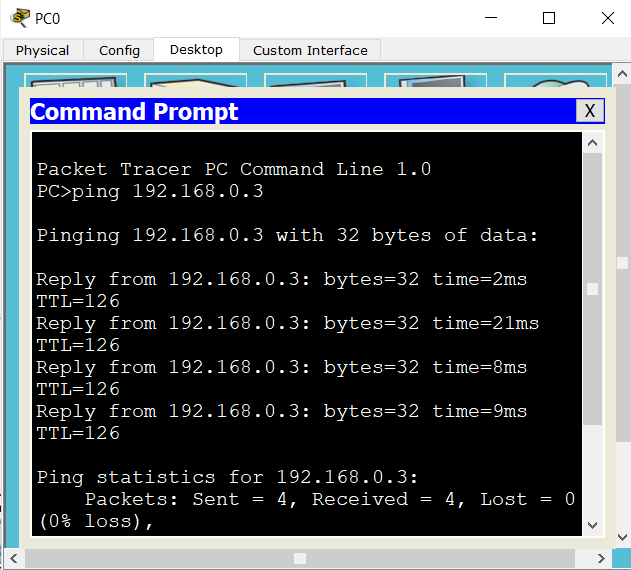 PC0
Physical Config Desktop Custom Interface
Command Prompt X
Packet Tracer PC Command Line 1.0
PC>ping 192.168.0.3
Pinging 192.168.0.3 with 32 bytes of data:
Reply from 192.168.0.3: bytes=32 time=2ms
TTL=126
Reply from 192.168.0.3: bytes=32 time=21ms
TTL=126
Reply from 192.168.0.3: bytes=32 time=8ms
TTL=126
Reply from 192.168.0.3: bytes=32 time=9ms
TTL=126
Ping statistics for 192.168.0.3:
    Packets: Sent = 4, Received = 4, Lost = 0
(0% loss),